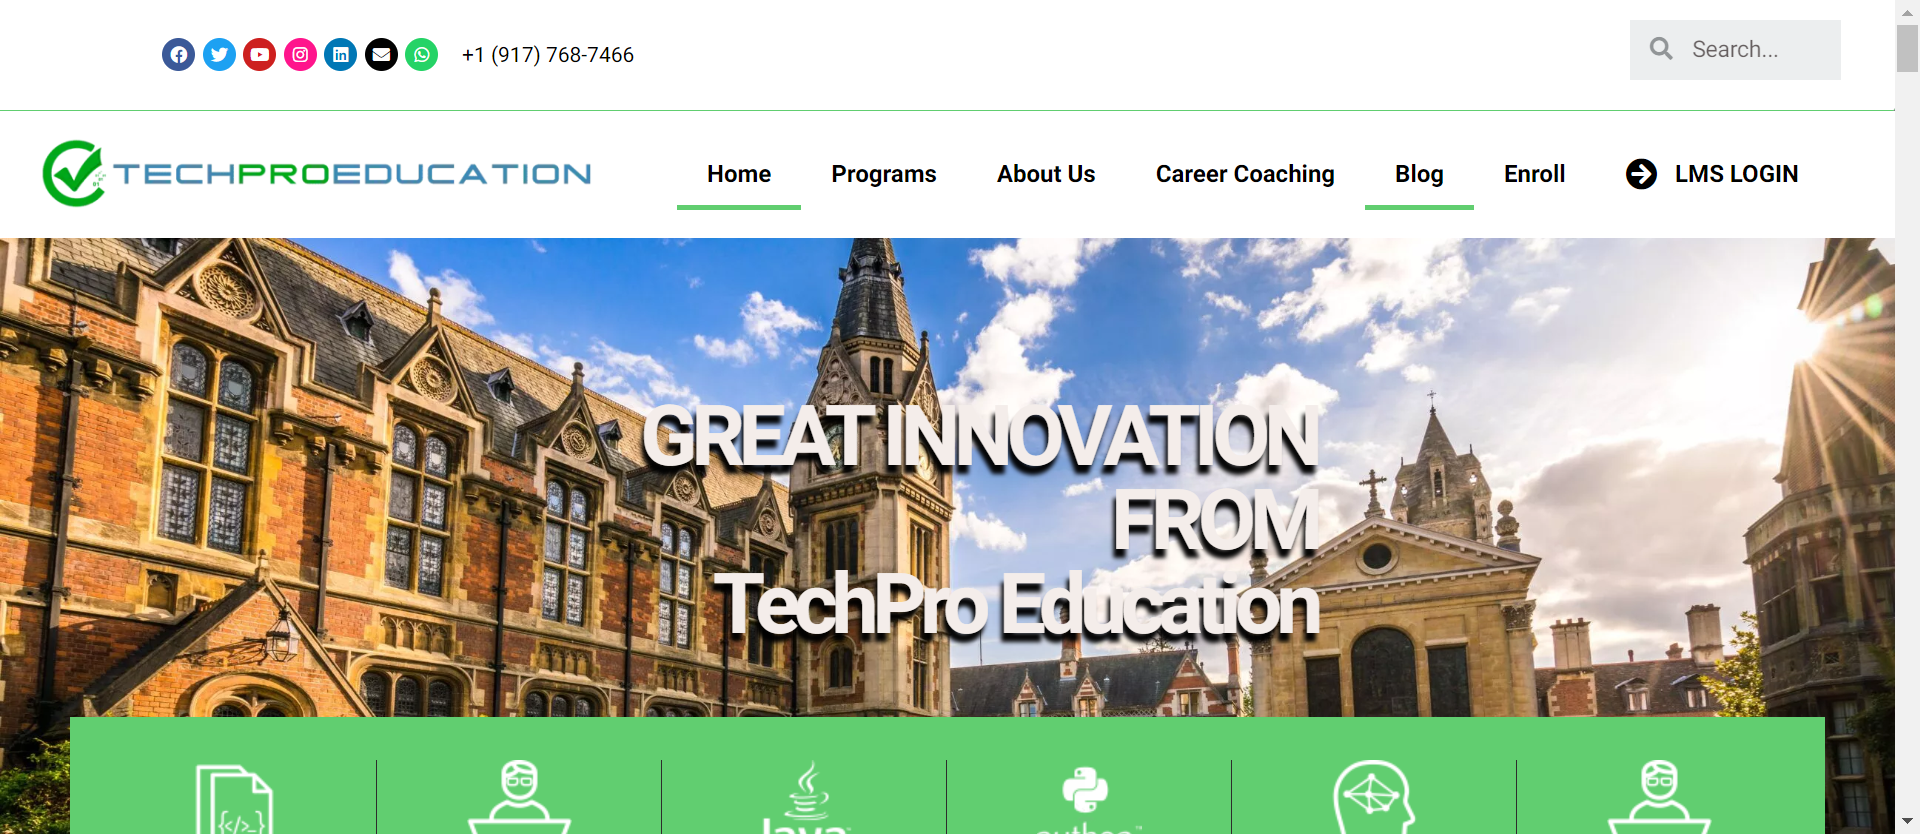 +1 (917) 768-7466
Search...
TECHPROEDUCATION
Home
Programs
About Us
Career Coaching
Blog
Enroll
LMS LOGIN
GREAT INNOVATION
FROM
TechPro Education